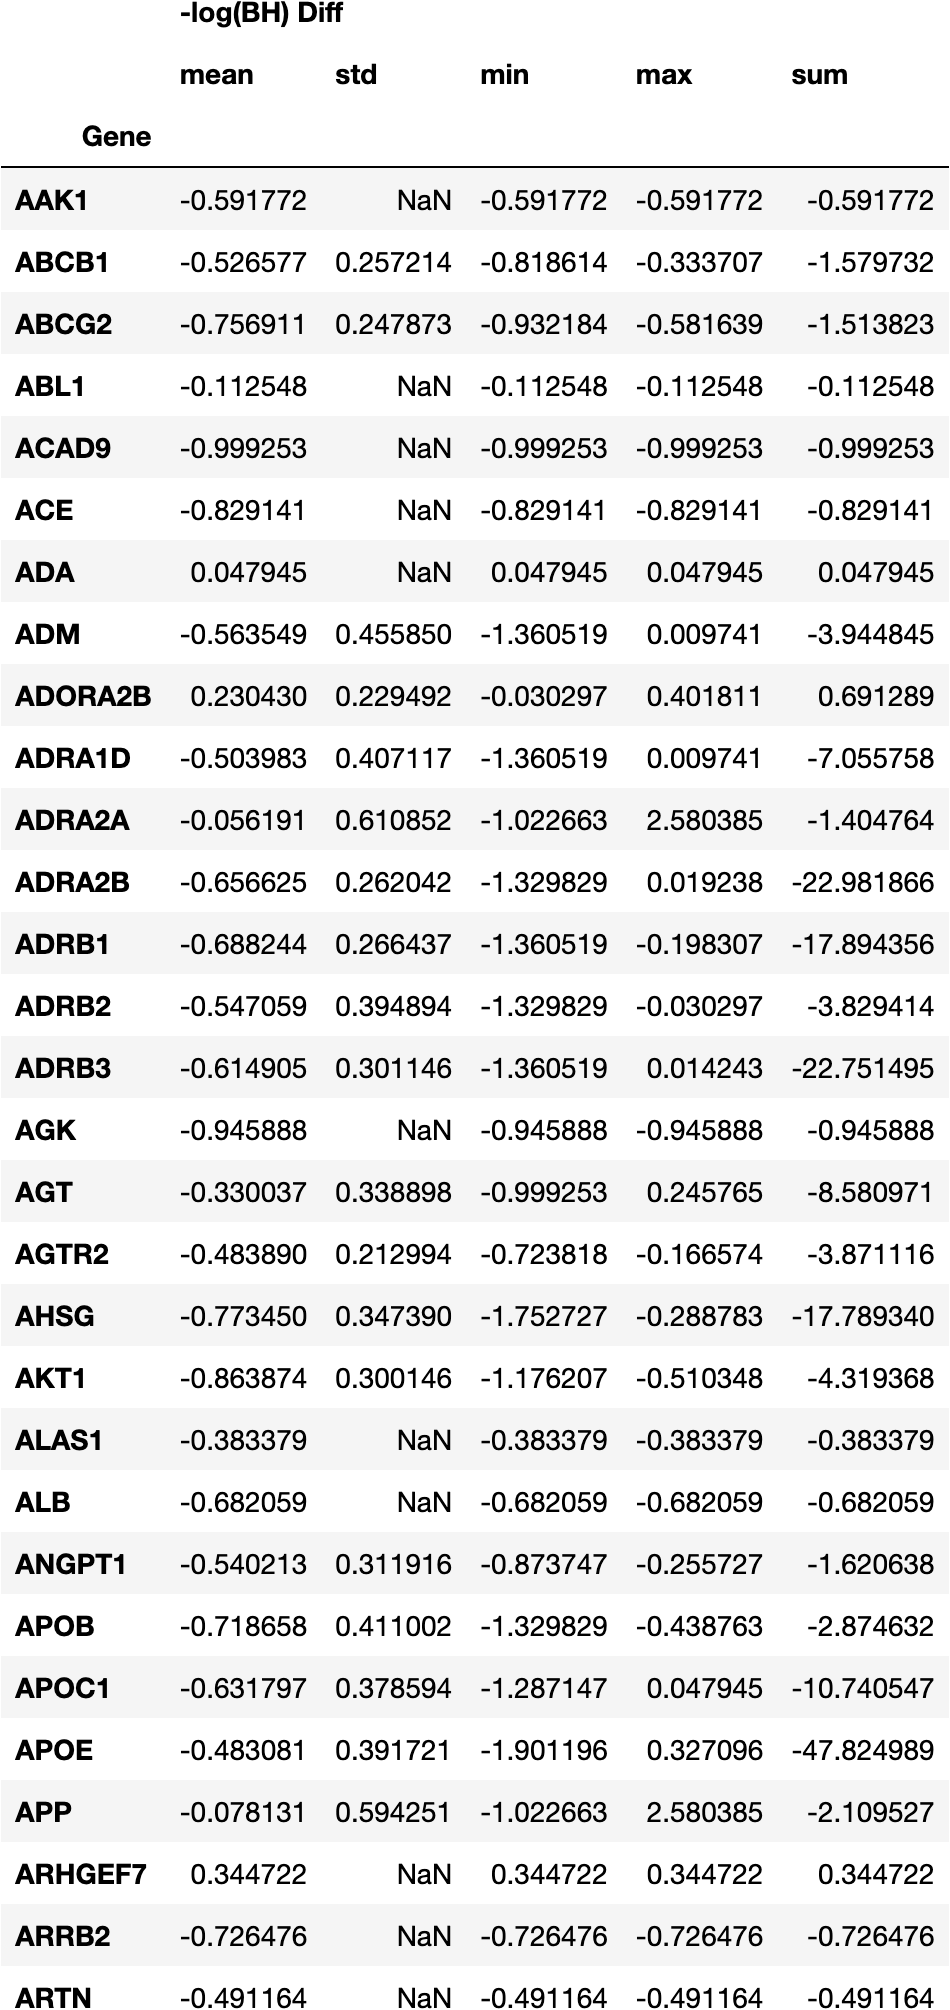 -log(BH) Diff
mean std min max sum
Gene
AAK1 -0.591772 NaN -0.591772 -0.591772 -0.591772
ABCB1 -0.526577 0.257214 -0.818614 -0.333707 -1.579732
ABCG2 -0.756911 0.247873 -0.932184 -0.581639 -1.513823
ABL1 -0.112548 NaN -0.112548 -0.112548 -0.112548
ACAD9 -0.999253 NaN -0.999253 -0.999253 -0.999253
ACE -0.829141 NaN -0.829141 -0.829141 -0.829141
ADA 0.047945 NaN 0.047945 0.047945 0.047945
ADM -0.563549 0.455850 -1.360519 0.009741 -3.944845
ADORA2B 0.230430 0.229492 -0.030297 0.401811 0.691289
ADRA1D -0.503983 0.407117 -1.360519 0.009741 -7.055758
ADRA2A -0.056191 0.610852 -1.022663 2.580385 -1.404764
ADRA2B -0.656625 0.262042 -1.329829 0.019238 -22.981866
ADRB1 -0.688244 0.266437 -1.360519 -0.198307 -17.894356
ADRB2 -0.547059 0.394894 -1.329829 -0.030297 -3.829414
ADRB3 -0.614905 0.301146 -1.360519 0.014243 -22.751495
AGK -0.945888 NaN -0.945888 -0.945888 -0.945888
AGT -0.330037 0.338898 -0.999253 0.245765 -8.580971
AGTR2 -0.483890 0.212994 -0.723818 -0.166574 -3.871116
AHSG -0.773450 0.347390 -1.752727 -0.288783 -17.789340
AKT1 -0.863874 0.300146 -1.176207 -0.510348 -4.319368
ALAS1 -0.383379 NaN -0.383379 -0.383379 -0.383379
ALB -0.682059 NaN -0.682059 -0.682059 -0.682059
ANGPT1 -0.540213 0.311916 -0.873747 -0.255727 -1.620638
APOB -0.718658 0.411002 -1.329829 -0.438763 -2.874632
APOC1 -0.631797 0.378594 -1.287147 0.047945 -10.740547
APOE -0.483081 0.391721 -1.901196 0.327096 -47.824989
APP -0.078131 0.594251 -1.022663 2.580385 -2.109527
ARHGEF7 0.344722 NaN 0.344722 0.344722 0.344722
ARRB2 -0.726476 NaN -0.726476 -0.726476 -0.726476
ARTN -0.491164 NaN -0.491164 -0.491164 -0.491164